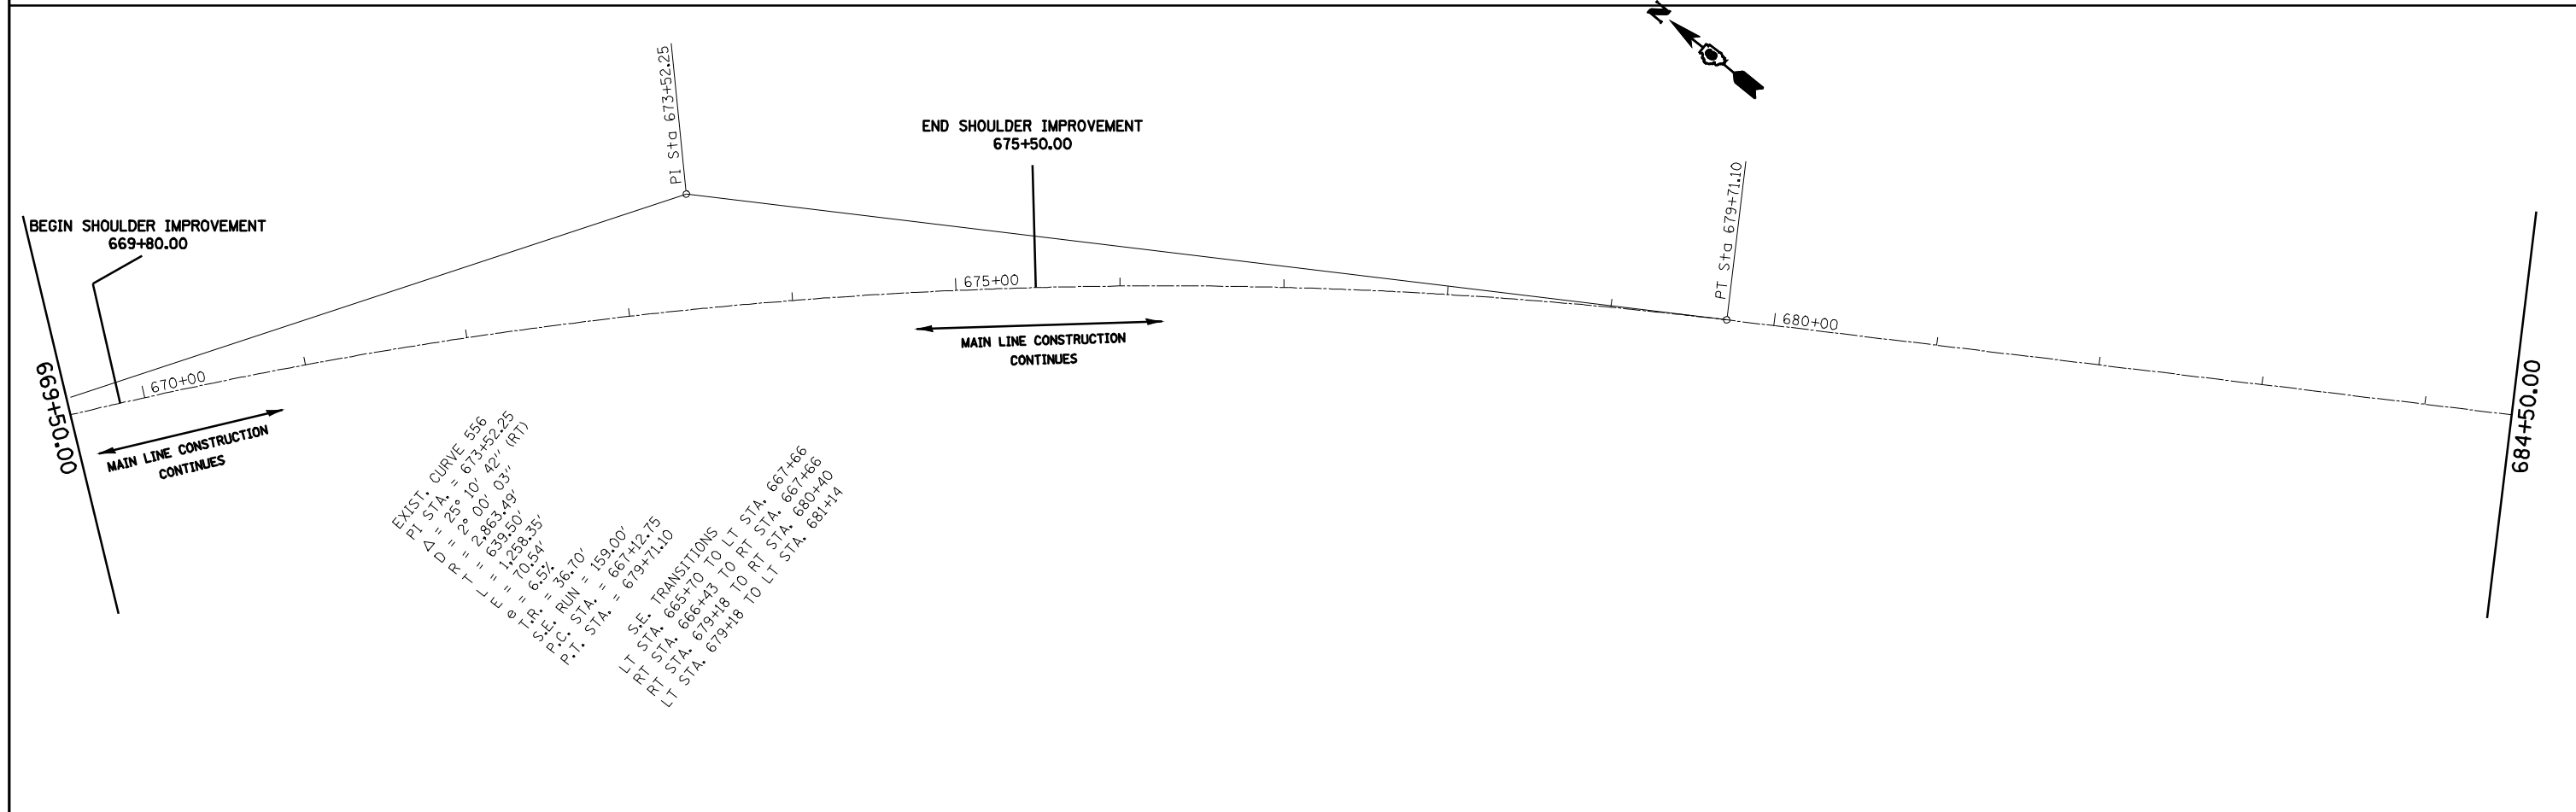 N
PI Sta 673+52.25
END SHOULDER IMPROVEMENT
675+50.00
PT Sta 679+71.10
BEGIN SHOULDER IMPROVEMENT
669+80.00
675+00
680+00
670+00
669+50.00
684+50.00
MAIN LINE CONSTRUCTION
CONTINUES
MAIN LINE CONSTRUCTION
CONTINUES
EXIST. CURVE 556
PI STA. = 673+52.25
Δ = 25° 10' 42" (RT)
D = 2° 00' 03"
R = 2,863.49'
T = 639.50'
L = 1,258.35'
E = 70.54'
e = 6.5%
T.R. = 36.70'
S.E. RUN = 159.00'
P.C. STA. = 667+12.75
P.T. STA. = 679+71.10
S.E. TRANSITIONS
LT STA. 665+70 TO LT STA. 667+66
RT STA. 666+43 TO RT STA. 667+66
RT STA. 679+18 TO RT STA. 680+40
LT STA. 679+18 TO LT STA. 681+14